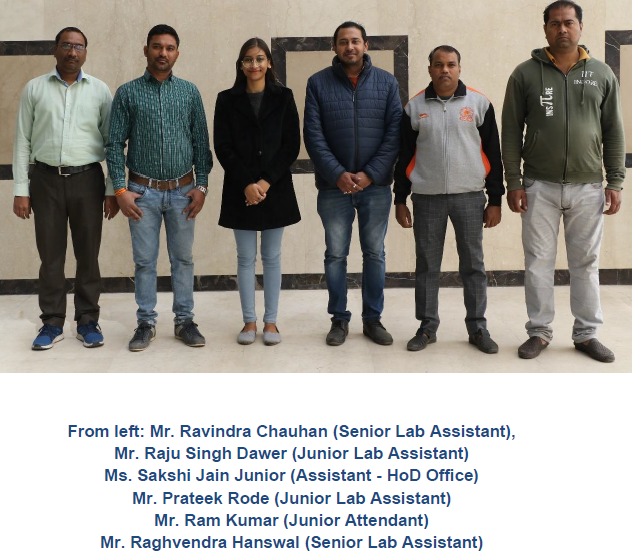 INSπRE
IIT
From left: Mr. Ravindra Chauhan (Senior Lab Assistant),
Mr. Raju Singh Dawer (Junior Lab Assistant)
Ms. Sakshi Jain Junior (Assistant - HoD Office)
Mr. Prateek Rode (Junior Lab Assistant)
Mr. Ram Kumar (Junior Attendant)
Mr. Raghvendra Hanswal (Senior Lab Assistant)